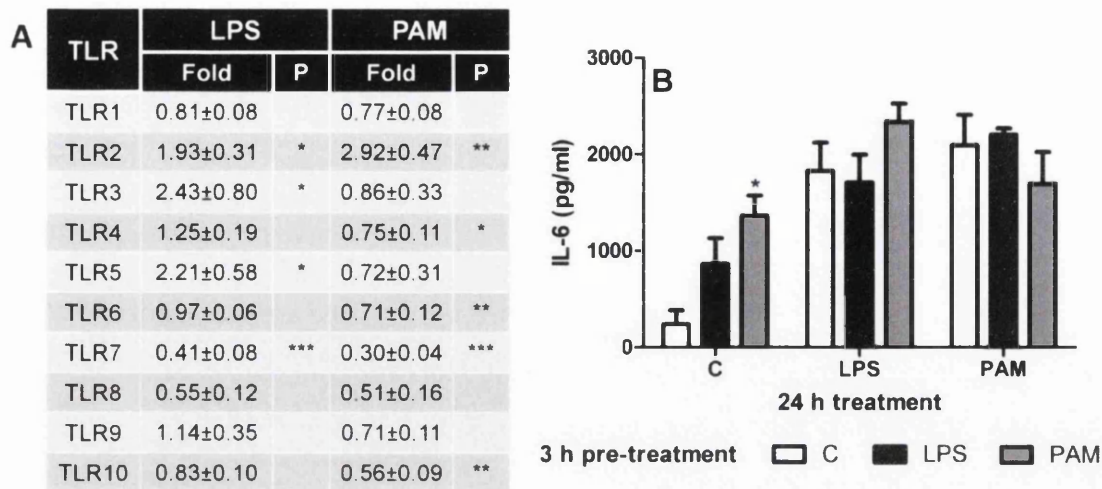 A
TLR LPS PAM
Fold P Fold P
TLR1 0.81±0.08 0.77±0.08
TLR2 1.93±0.31 * 2.92±0.47 **
TLR3 2.43±0.80 * 0.86±0.33
TLR4 1.25±0.19 0.75±0.11 *
TLR5 2.21±0.58 * 0.72±0.31
TLR6 0.97±0.06 0.71±0.12 **
TLR7 0.41±0.08 *** 0.30±0.04 ***
TLR8 0.55±0.12 0.51±0.16
TLR9 1.14±0.35 0.71±0.11
TLR10 0.83±0.10 0.56±0.09 **
B
IL-6 (pg/ml)
3000
2000
1000
0
*
C LPS PAM
24 h treatment
3 h pre-treatment C LPS PAM